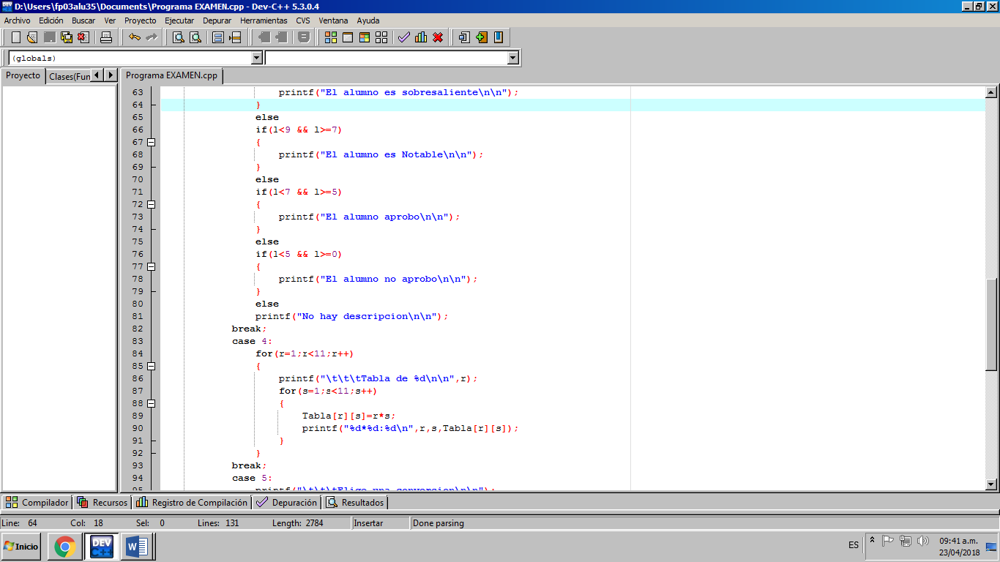 D:\Users\fp03alu35\Documents\Programa EXAMEN.cpp - Dev-C++ 5.3.0.4
Archivo Edición Buscar Ver Proyecto Ejecutar Depurar Herramientas CVS Ventana Ayuda
(globals)
Proyecto Clases(Fun Programa EXAMEN.cpp
63 printf("El alumno es sobresaliente\n\n");
64 }
65 else
66 if(l<9 && l>=7)
67 {
68 printf("El alumno es Notable\n\n");
69 }
70 else
71 if(l<7 && l>=5)
72 {
73 printf("El alumno aprobo\n\n");
74 }
75 else
76 if(l<5 && l>=0)
77 {
78 printf("El alumno no aprobo\n\n");
79 }
80 else
81 printf("No hay descripcion\n\n");
82 break;
83 case 4:
84 for(r=1;r<11;r++)
85 {
86 printf("\t\t\tTabla de %d\n\n",r);
87 for(s=1;s<11;s++)
88 {
89 Tabla[r][s]=r*s;
90 printf("%d*%d:%d\n",r,s,Tabla[r][s]);
91 }
92 }
93 break;
94 case 5:
95 printf("\t\t\tElige una conversion\n\n");
Compilador Recursos Registro de Compilación Depuración Resultados
Line: 64 Col: 18 Sel: 0 Lines: 131 Length: 2784 Insertar Done parsing
Inicio DEV C++ W ES 09:41 a.m.
23/04/2018